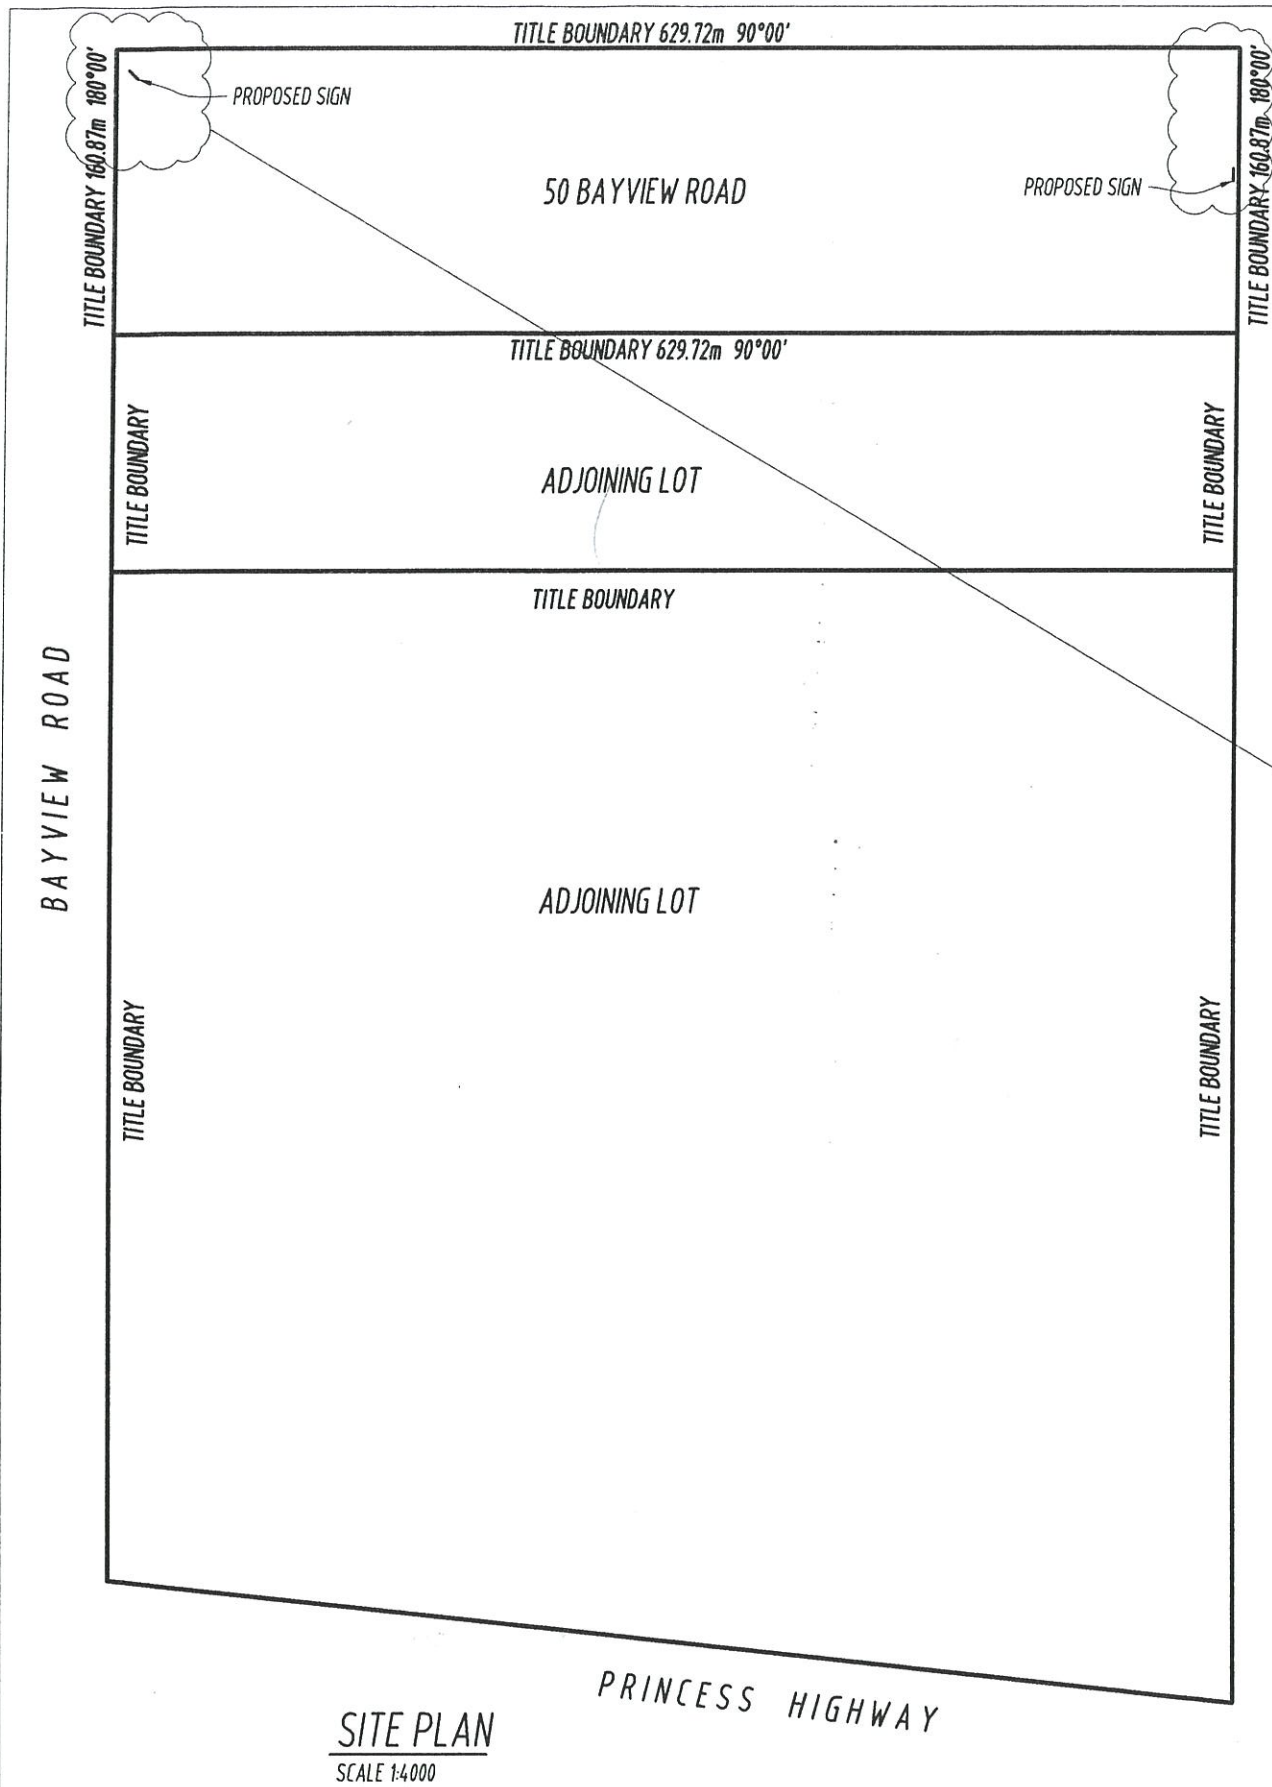 TITLE BOUNDARY 629.72m 90°00'
TITLE BOUNDARY 160.87m 180°00'
PROPOSED SIGN
50 BAYVIEW ROAD
PROPOSED SIGN
TITLE BOUNDARY 160.87m 180°00'
TITLE BOUNDARY 629.72m 90°00'
TITLE BOUNDARY
ADJOINING LOT
TITLE BOUNDARY
TITLE BOUNDARY
BAYVIEW ROAD
ADJOINING LOT
TITLE BOUNDARY
TITLE BOUNDARY
PRINCESS HIGHWAY
SITE PLAN
SCALE 1:4000